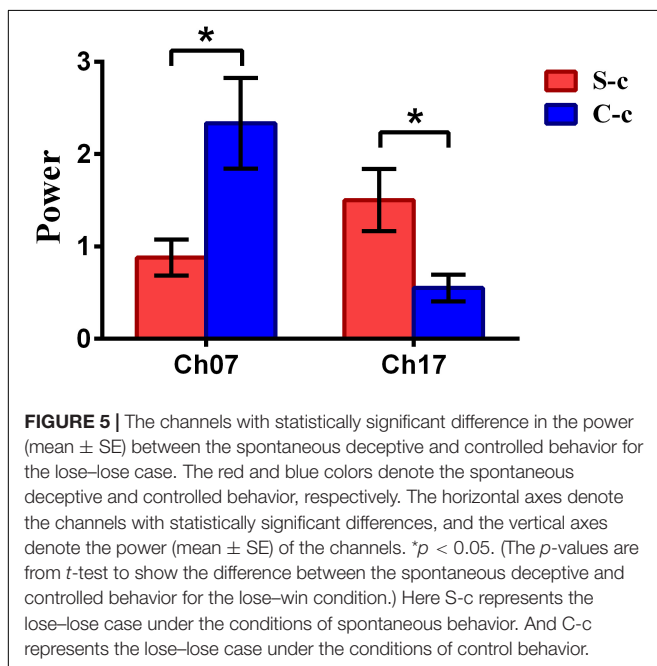 *
*
3
2
1
0
Power
Ch07
Ch17
S-c
C-c
FIGURE 5 | The channels with statistically significant difference in the power
(mean ± SE) between the spontaneous deceptive and controlled behavior for
the lose–lose case. The red and blue colors denote the spontaneous
deceptive and controlled behavior, respectively. The horizontal axes denote
the channels with statistically significant differences, and the vertical axes
denote the power (mean ± SE) of the channels. *p < 0.05. (The p-values are
from t-test to show the difference between the spontaneous deceptive and
controlled behavior for the lose–win condition.) Here S-c represents the
lose–lose case under the conditions of spontaneous behavior. And C-c
represents the lose–lose case under the conditions of control behavior.